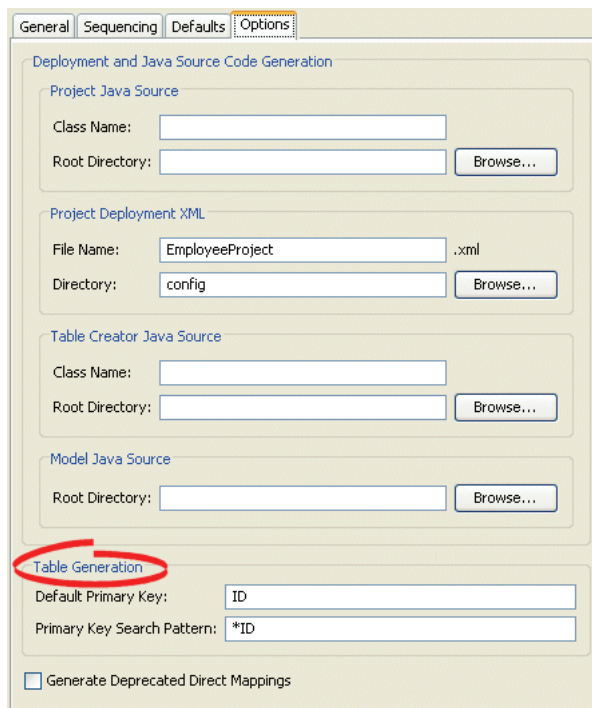 General Sequencing Defaults Options
Deployment and Java Source Code Generation
Project Java Source
Class Name:
Root Directory: Browse...
Project Deployment XML
File Name: EmployeeProject .xml
Directory: config Browse...
Table Creator Java Source
Class Name:
Root Directory: Browse...
Model Java Source
Root Directory: Browse...
Table Generation
Default Primary Key: ID
Primary Key Search Pattern: *ID
Generate Deprecated Direct Mappings